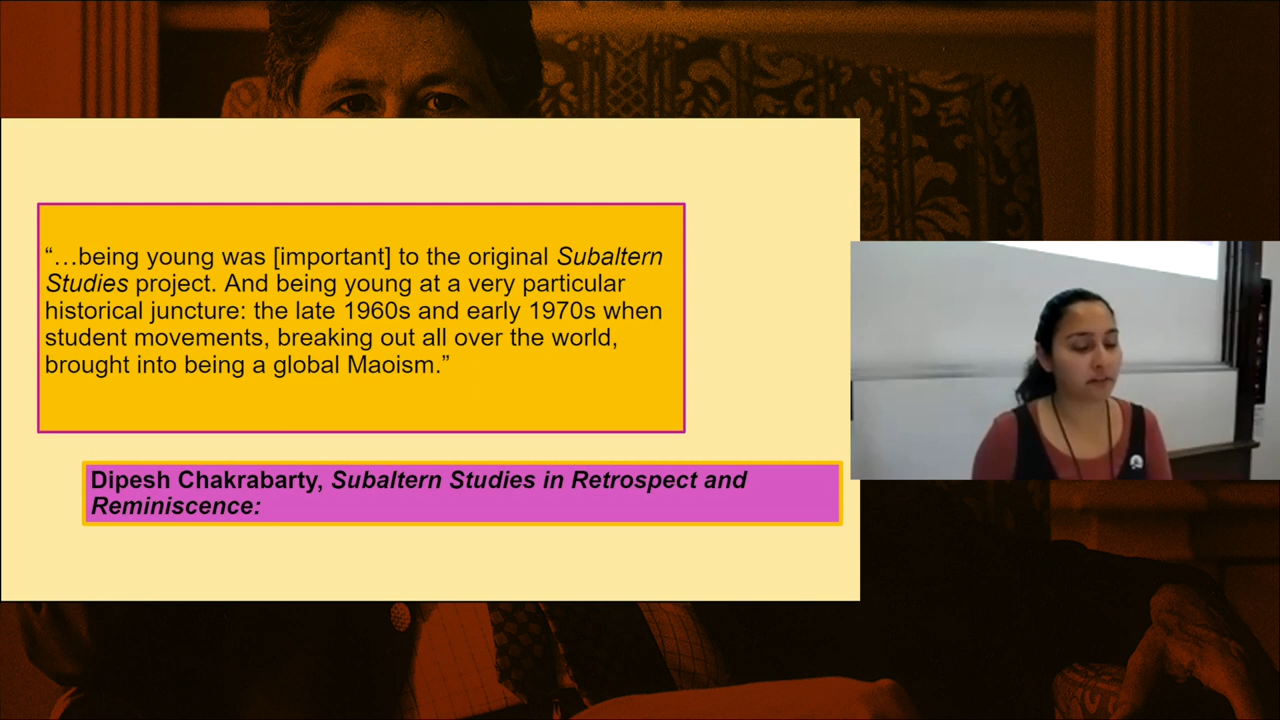 “…being young was [important] to the original Subaltern
Studies project. And being young at a very particular
historical juncture: the late 1960s and early 1970s when
student movements, breaking out all over the world,
brought into being a global Maoism.”
Dipesh Chakrabarty, Subaltern Studies in Retrospect and
Reminiscence: